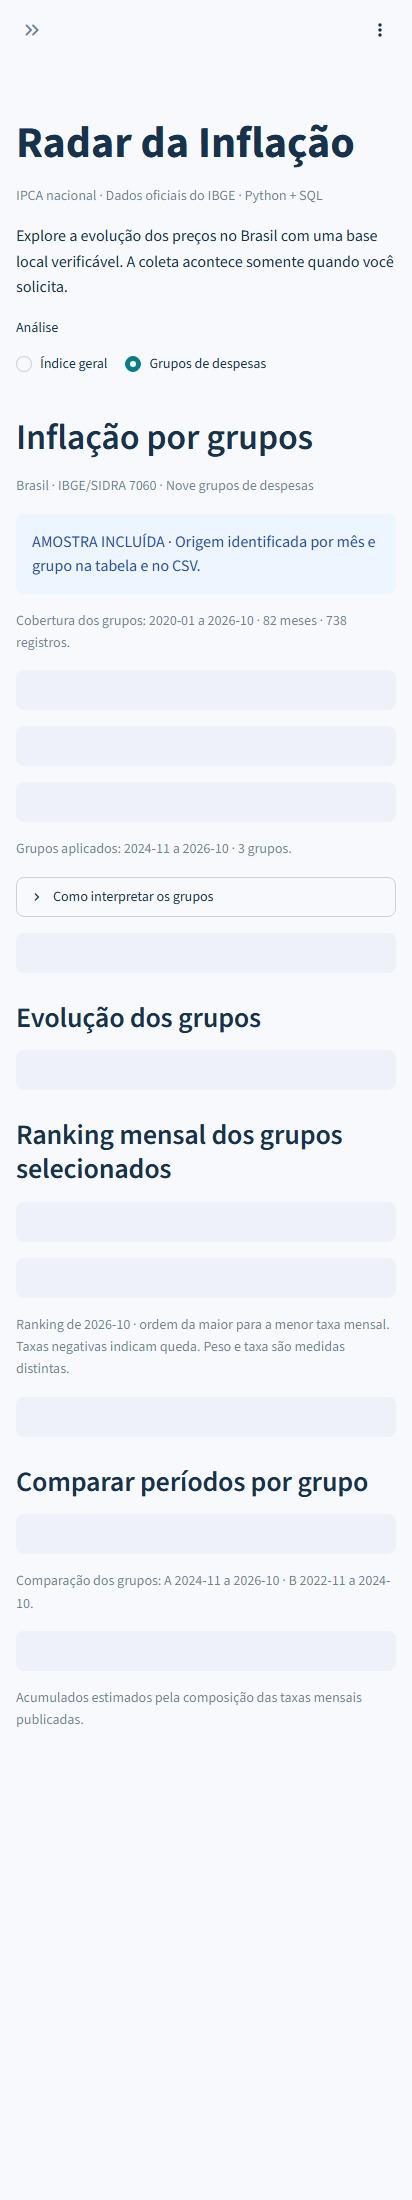 Radar da Inflação
IPCA nacional · Dados oficiais do IBGE · Python + SQL
Explore a evolução dos preços no Brasil com uma base
local verificável. A coleta acontece somente quando você
solicita.
Análise
Índice geral
Grupos de despesas
Inflação por grupos
Brasil · IBGE/SIDRA 7060 · Nove grupos de despesas
AMOSTRA INCLUÍDA · Origem identificada por mês e
grupo na tabela e no CSV.
Cobertura dos grupos: 2020-01 a 2026-10 · 82 meses · 738
registros.
Grupos aplicados: 2024-11 a 2026-10 · 3 grupos.
Como interpretar os grupos
Evolução dos grupos
Ranking mensal dos grupos
selecionados
Ranking de 2026-10 · ordem da maior para a menor taxa mensal.
Taxas negativas indicam queda. Peso e taxa são medidas
distintas.
Comparar períodos por grupo
Comparação dos grupos: A 2024-11 a 2026-10 · B 2022-11 a 2024-
10.
Acumulados estimados pela composição das taxas mensais
publicadas.